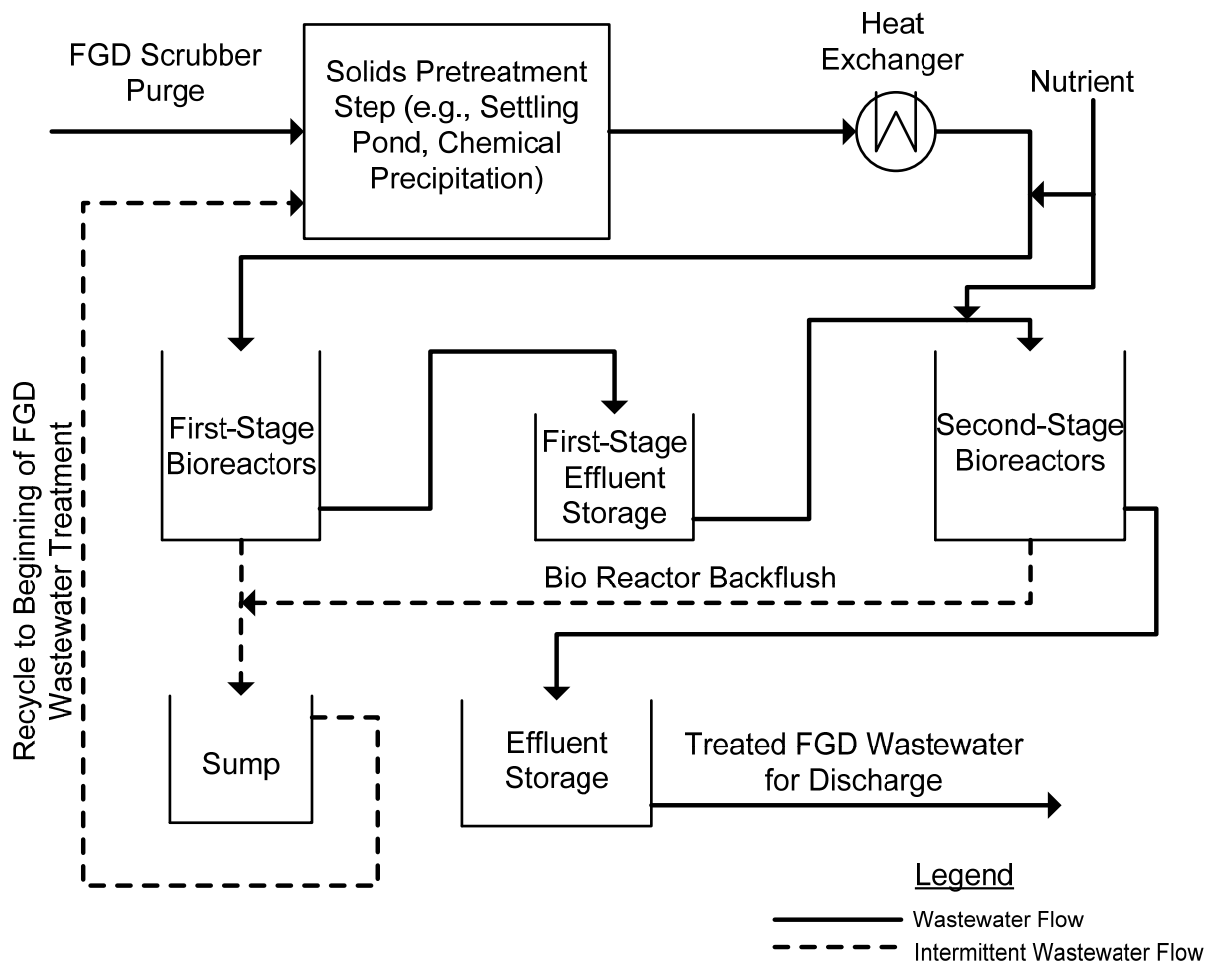 FGD Scrubber
Purge
Solids Pretreatment
Step (e.g., Settling
Pond, Chemical
Precipitation)
Heat
Exchanger
Nutrient
Recycle to Beginning of FGD
Wastewater Treatment
First-Stage
Bioreactors
First-Stage
Effluent
Storage
Second-Stage
Bioreactors
Bio Reactor Backflush
Sump
Effluent
Storage
Treated FGD Wastewater
for Discharge
Legend
Wastewater Flow
Intermittent Wastewater Flow